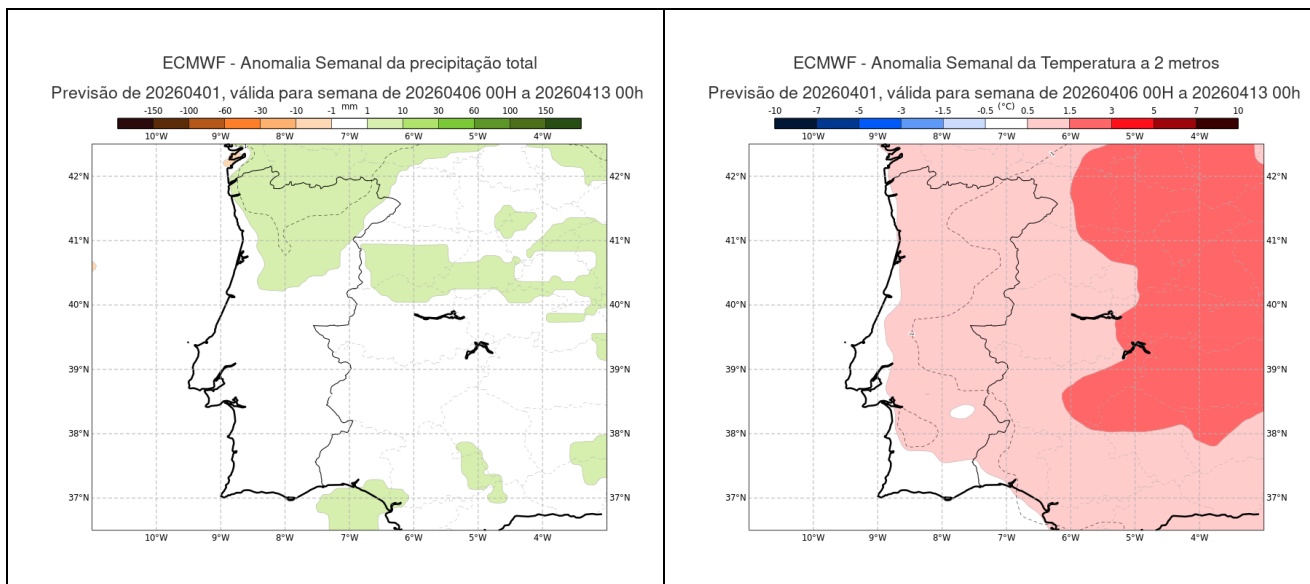 ECMWF - Anomalia Semanal da precipitação total
Previsão de 20260401, válida para semana de 20260406 00H a 20260413 00h
-150 -100 -60 -30 -10 -1 mm 1 10 30 60 100 150
10°W 9°W 8°W 7°W 6°W 5°W 4°W
42°N 42°N
41°N 41°N
40°N 40°N
39°N 39°N
38°N 38°N
37°N 37°N
10°W 9°W 8°W 7°W 6°W 5°W 4°W
ECMWF - Anomalia Semanal da Temperatura a 2 metros
Previsão de 20260401, válida para semana de 20260406 00H a 20260413 00h
-10 -7 -5 -3 -1.5 -0.5 (°C) 0.5 1.5 3 5 7 10
10°W 9°W 8°W 7°W 6°W 5°W 4°W
42°N 42°N
41°N 41°N
40°N 40°N
39°N 39°N
38°N 38°N
37°N 37°N
10°W 9°W 8°W 7°W 6°W 5°W 4°W